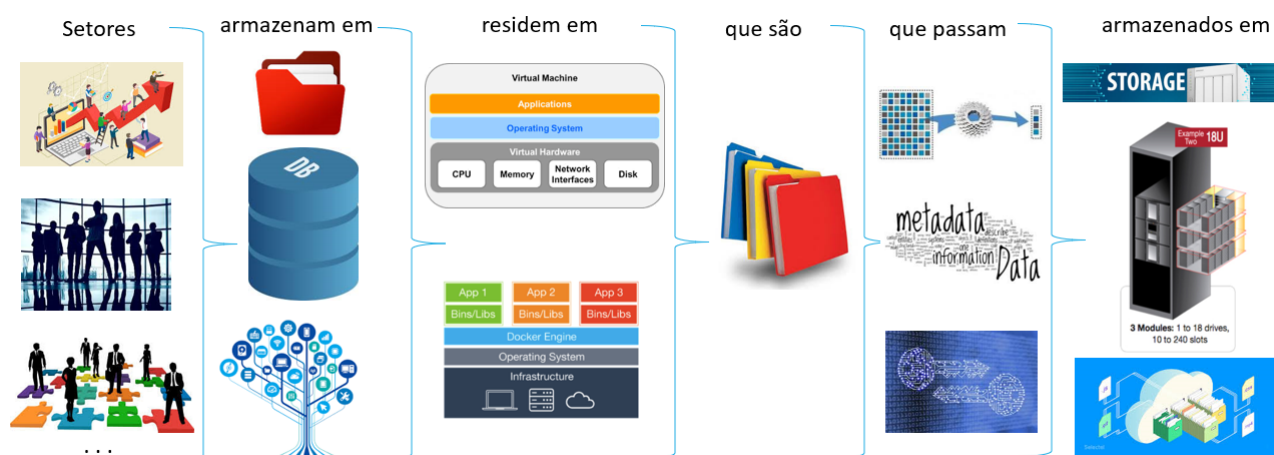 Setores
armazenam em
residem em
que são
que passam
armazenados em
DB
Virtual Machine
Applications
Operating System
Virtual Hardware
CPU
Memory
Network
Interfaces
Disk
App 1
App 2
App 3
Bins/Libs
Bins/Libs
Bins/Libs
Docker Engine
Operating System
Infrastructure
metadata
describe
information
Data
STORAGE
Example
Two
18U
3 Modules: 1 to 18 drives,
10 to 240 slots
Selectel
...